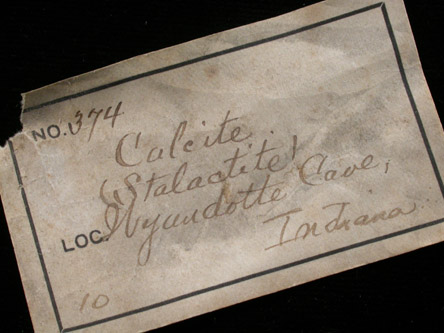 NO. 374
Calcite
(Stalactite)
LOC. Wyandotte Cave,
Indiana
10